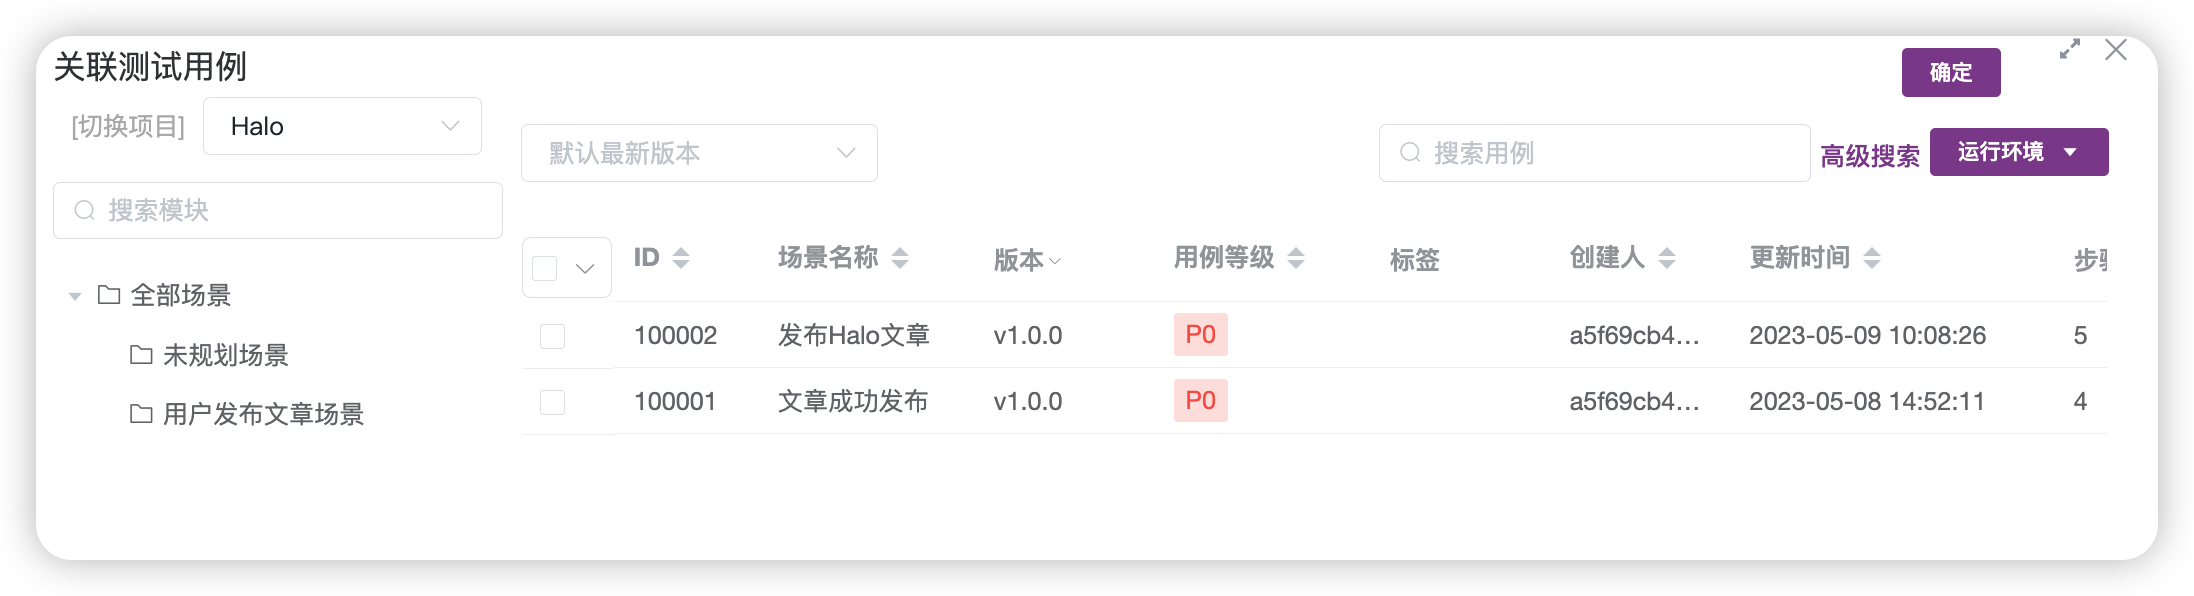 关联测试用例
确定
[切换项目] Halo
默认最新版本
搜索用例
高级搜索
运行环境
搜索模块
全部场景
未规划场景
用户发布文章场景
ID 场景名称 版本 用例等级 标签 创建人 更新时间 步
100002 发布Halo文章 v1.0.0 P0 a5f69cb4... 2023-05-09 10:08:26 5
100001 文章成功发布 v1.0.0 P0 a5f69cb4... 2023-05-08 14:52:11 4